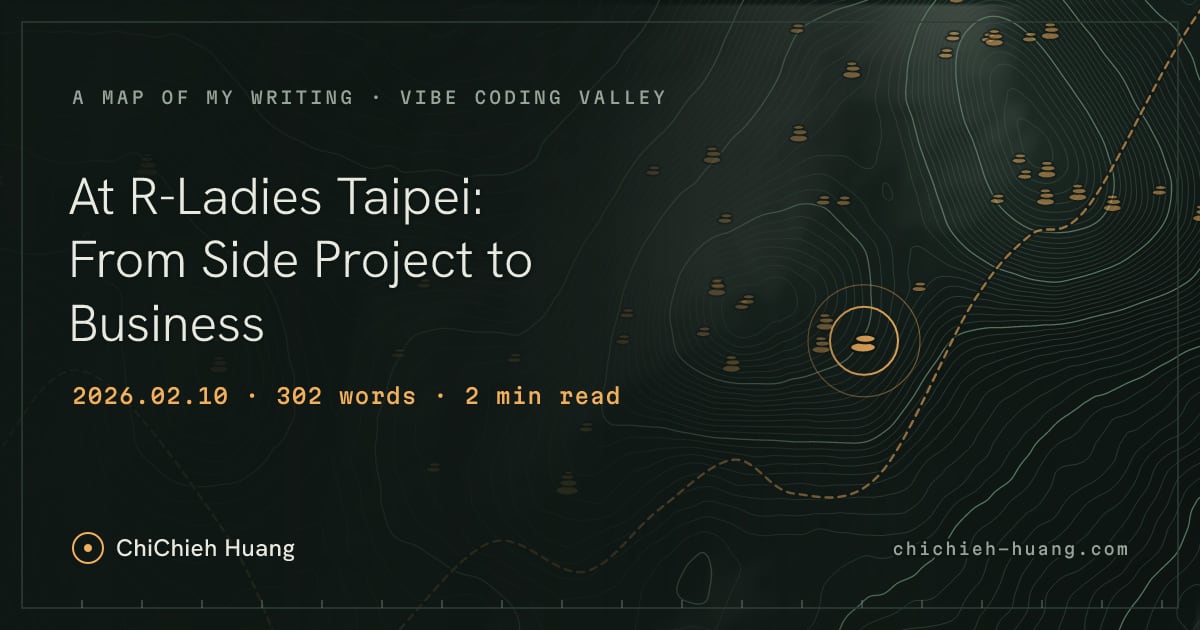 A MAP OF MY WRITING · VIBE CODING VALLEY
At R-Ladies Taipei:
From Side Project to
Business
2026.02.10 · 302 words · 2 min read
ChiChieh Huang
chichieh-huang.com